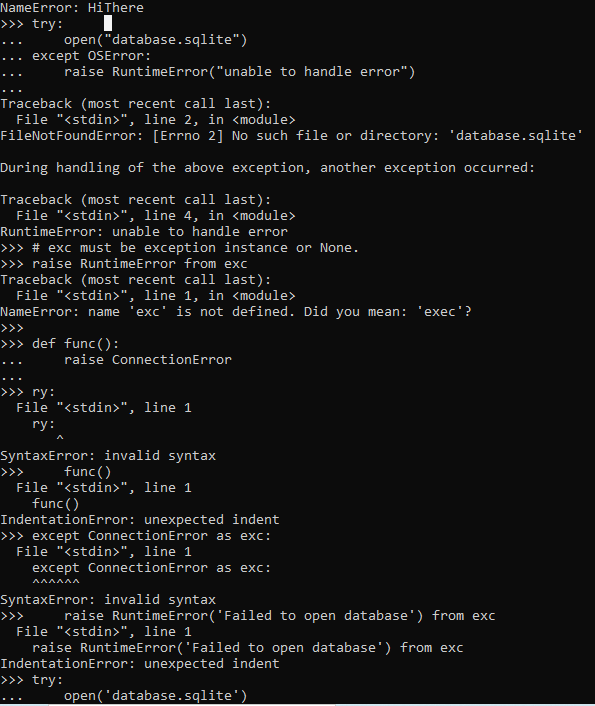 NameError: HiThere
>>> try:
...     open("database.sqlite")
... except OSError:
...     raise RuntimeError("unable to handle error")
...
Traceback (most recent call last):
  File "<stdin>", line 2, in <module>
FileNotFoundError: [Errno 2] No such file or directory: 'database.sqlite'

During handling of the above exception, another exception occurred:

Traceback (most recent call last):
  File "<stdin>", line 4, in <module>
RuntimeError: unable to handle error
>>> # exc must be exception instance or None.
>>> raise RuntimeError from exc
Traceback (most recent call last):
  File "<stdin>", line 1, in <module>
NameError: name 'exc' is not defined. Did you mean: 'exec'?
>>>
>>> def func():
...     raise ConnectionError
...
>>> ry:
  File "<stdin>", line 1
    ry:
       ^
SyntaxError: invalid syntax
>>>     func()
  File "<stdin>", line 1
    func()
IndentationError: unexpected indent
>>> except ConnectionError as exc:
  File "<stdin>", line 1
    except ConnectionError as exc:
    ^^^^^^
SyntaxError: invalid syntax
>>>     raise RuntimeError('Failed to open database') from exc
  File "<stdin>", line 1
    raise RuntimeError('Failed to open database') from exc
IndentationError: unexpected indent
>>> try:
...     open('database.sqlite')